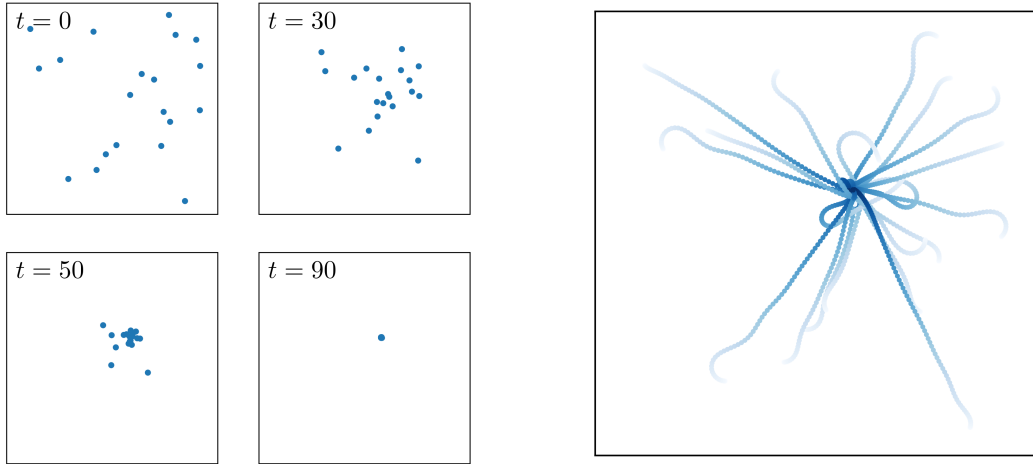 t = 0
t = 30
t = 50
t = 90